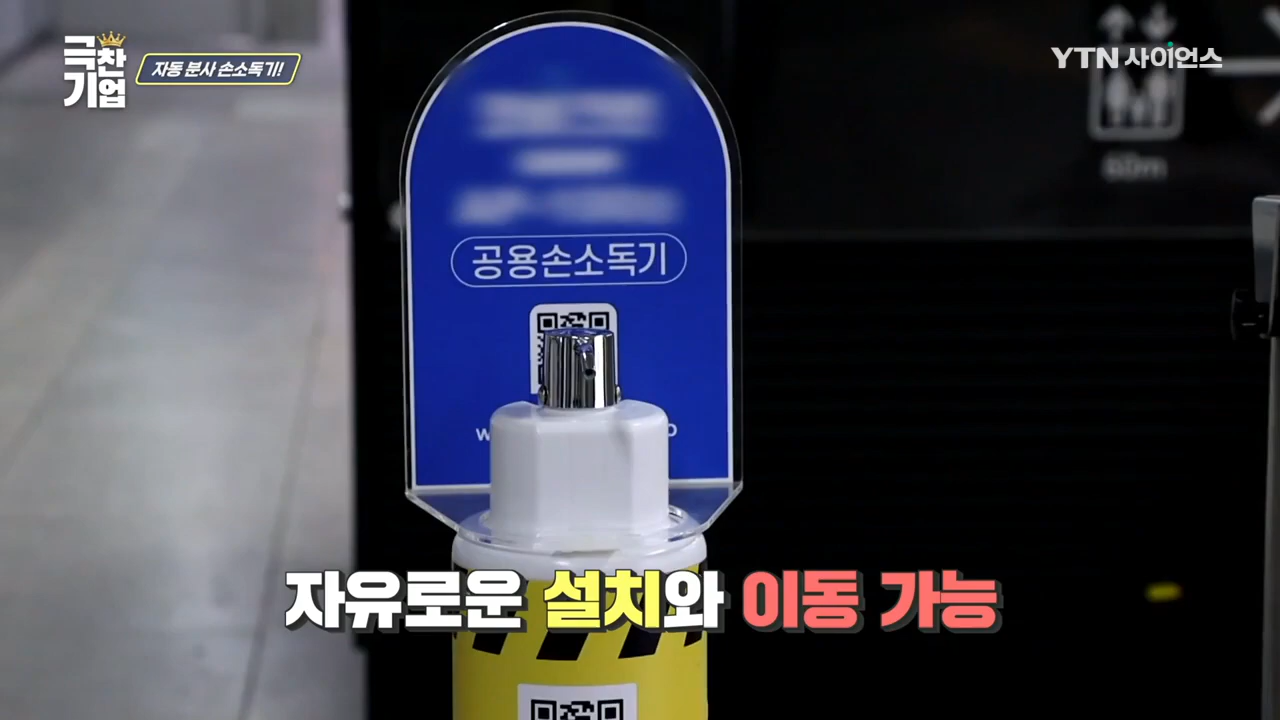 극찬
기업
자동 분사 손소독기!
YTN 사이언스
60m
공용손소독기
자유로운 설치와 이동 가능